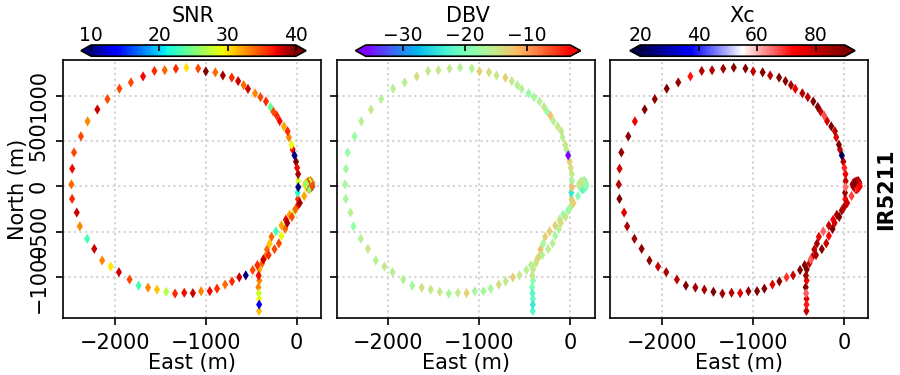 SNR DBV Xc
10 20 30 40 −30 −20 −10 20 40 60 80
North (m)
1000
500
0
−500
−1000
IR5211
−2000 −1000 0 −2000 −1000 0 −2000 −1000 0
East (m) East (m) East (m)